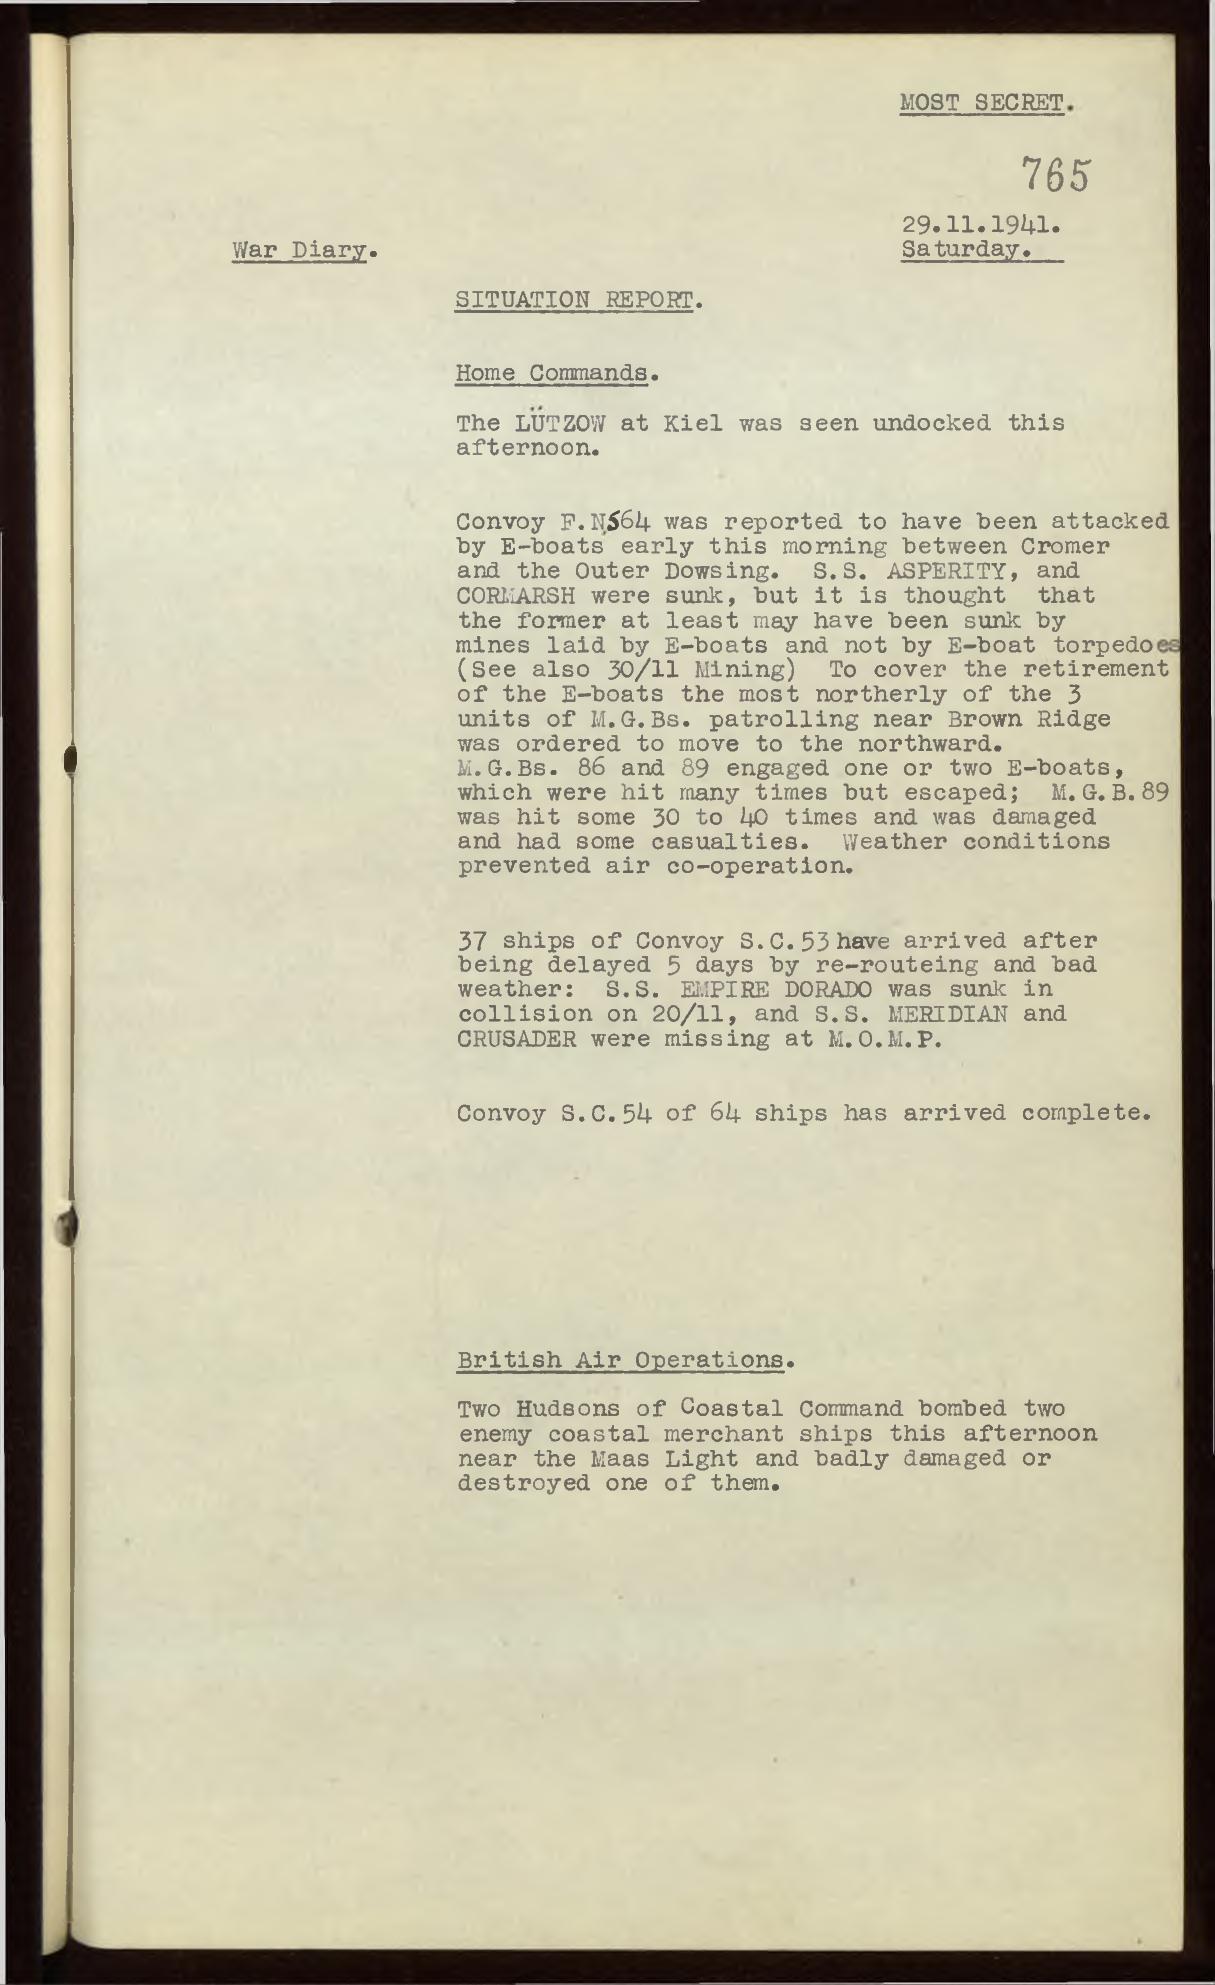 MOST SECRET.
765
29.11.1941.
War Diary.
Saturday.
SITUATION REPORT.
Home Commands.
The LÜTZOW at Kiel was seen undocked this
afternoon.
Convoy F.N.564 was reported to have been attacked
by E-boats early this morning between Cromer
and the Outer Dowsing. S.S. ASPERITY, and
CORMARSH were sunk, but it is thought that
the former at least may have been sunk by
mines laid by E-boats and not by E-boat torpedoes
(See also 30/11 Mining) To cover the retirement
of the E-boats the most northerly of the 3
units of M.G.Bs. patrolling near Brown Ridge
was ordered to move to the northward.
M.G.Bs. 86 and 89 engaged one or two E-boats,
which were hit many times but escaped; M.G.B.89
was hit some 30 to 40 times and was damaged
and had some casualties. Weather conditions
prevented air co-operation.
37 ships of Convoy S.C.53 have arrived after
being delayed 5 days by re-routeing and bad
weather: S.S. EMPIRE DORADO was sunk in
collision on 20/11, and S.S. MERIDIAN and
CRUSADER were missing at M.O.M.P.
Convoy S.C.54 of 64 ships has arrived complete.
British Air Operations.
Two Hudsons of Coastal Command bombed two
enemy coastal merchant ships this afternoon
near the Maas Light and badly damaged or
destroyed one of them.